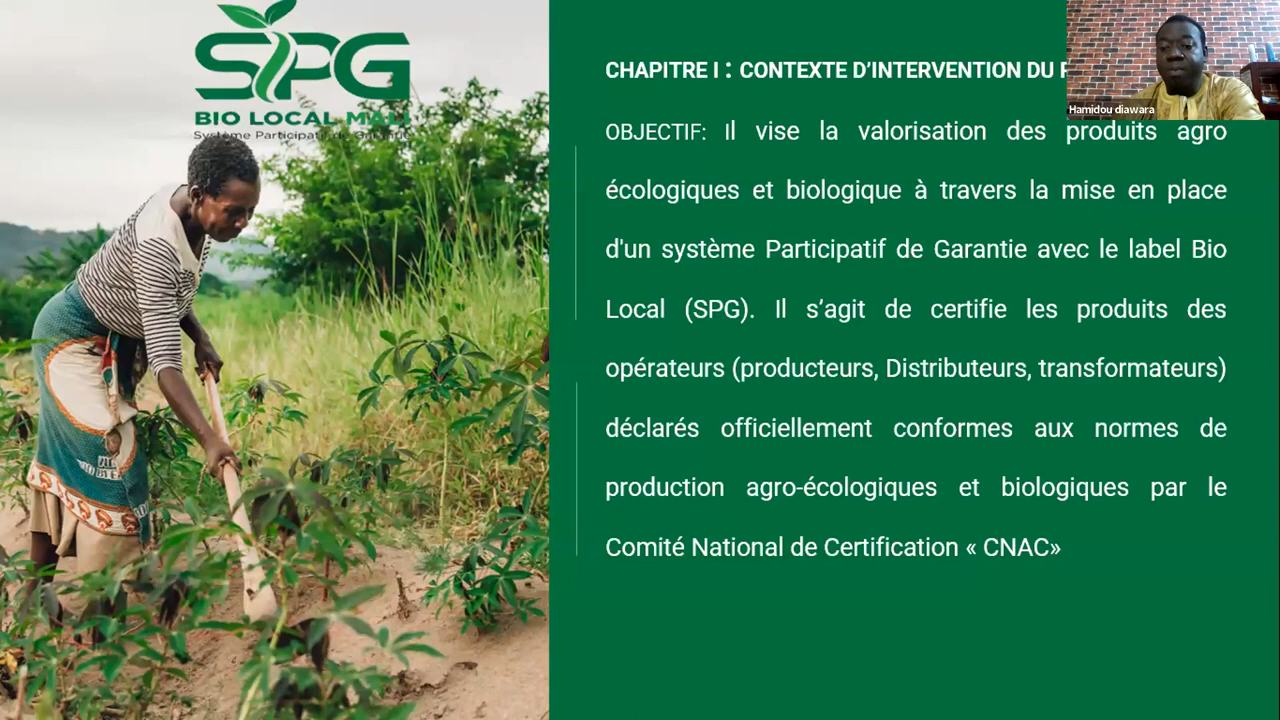 SPG
BIO LOCAL MALI
Système Participatif de Garantie
CHAPITRE I : CONTEXTE D'INTERVENTION DU
Hamidou diawara
OBJECTIF: Il vise la valorisation des produits agro
écologiques et biologique à travers la mise en place
d'un système Participatif de Garantie avec le label Bio
Local (SPG). Il s’agit de certifie les produits des
opérateurs (producteurs, Distributeurs, transformateurs)
déclarés officiellement conformes aux normes de
production agro-écologiques et biologiques par le
Comité National de Certification « CNAC»